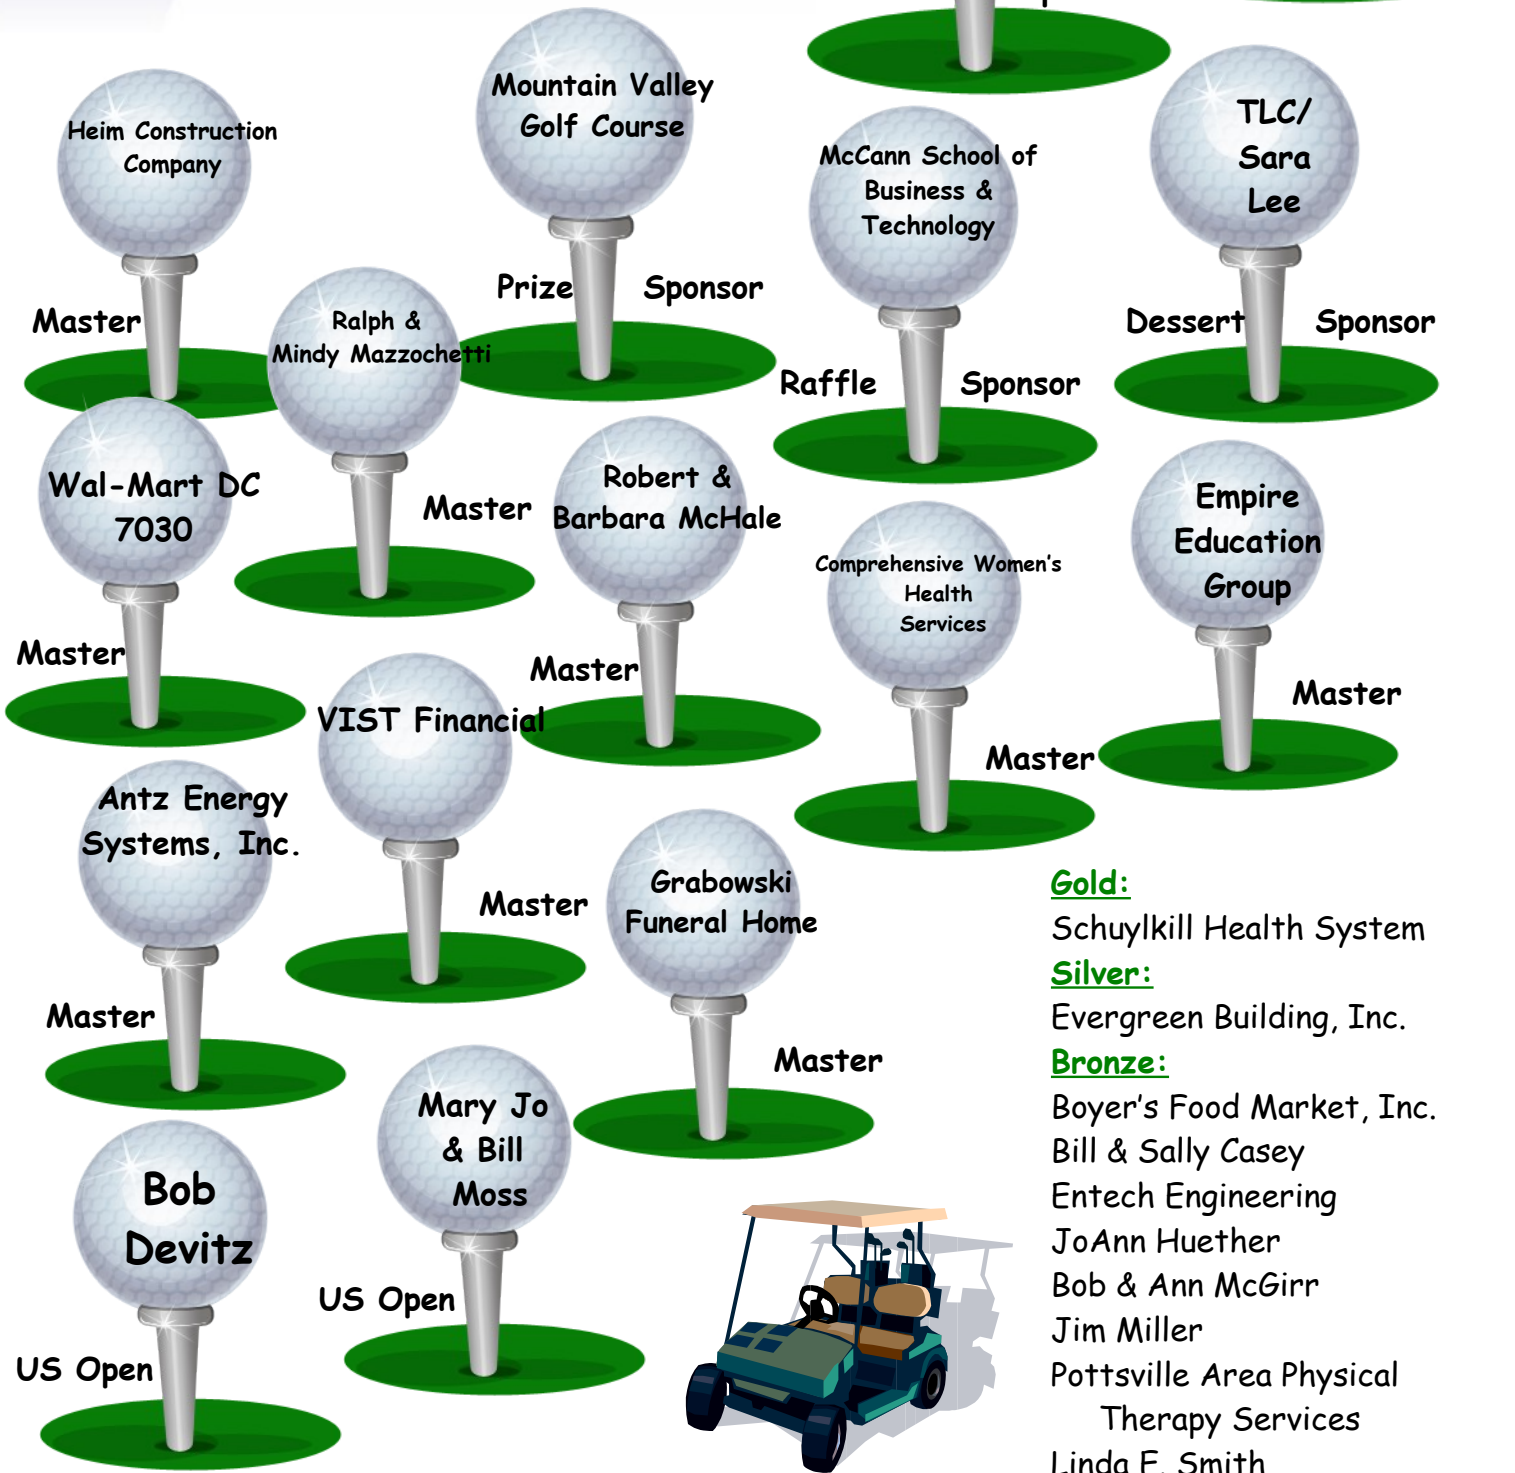 Mountain Valley
Golf Course
Prize Sponsor
Heim Construction
Company
Master
McCann School of
Business &
Technology
Raffle Sponsor
TLC/
Sara
Lee
Dessert Sponsor
Ralph &
Mindy Mazzochetti
Master
Wal-Mart DC
7030
Master
Robert &
Barbara McHale
Master
Comprehensive Women's
Health
Services
Master
Empire
Education
Group
Master
VIST Financial
Master
Antz Energy
Systems, Inc.
Master
Grabowski
Funeral Home
Master
Mary Jo
& Bill
Moss
US Open
Bob
Devitz
US Open
Gold:
Schuylkill Health System
Silver:
Evergreen Building, Inc.
Bronze:
Boyer's Food Market, Inc.
Bill & Sally Casey
Entech Engineering
JoAnn Huether
Bob & Ann McGirr
Jim Miller
Pottsville Area Physical
Therapy Services
Linda F. Smith